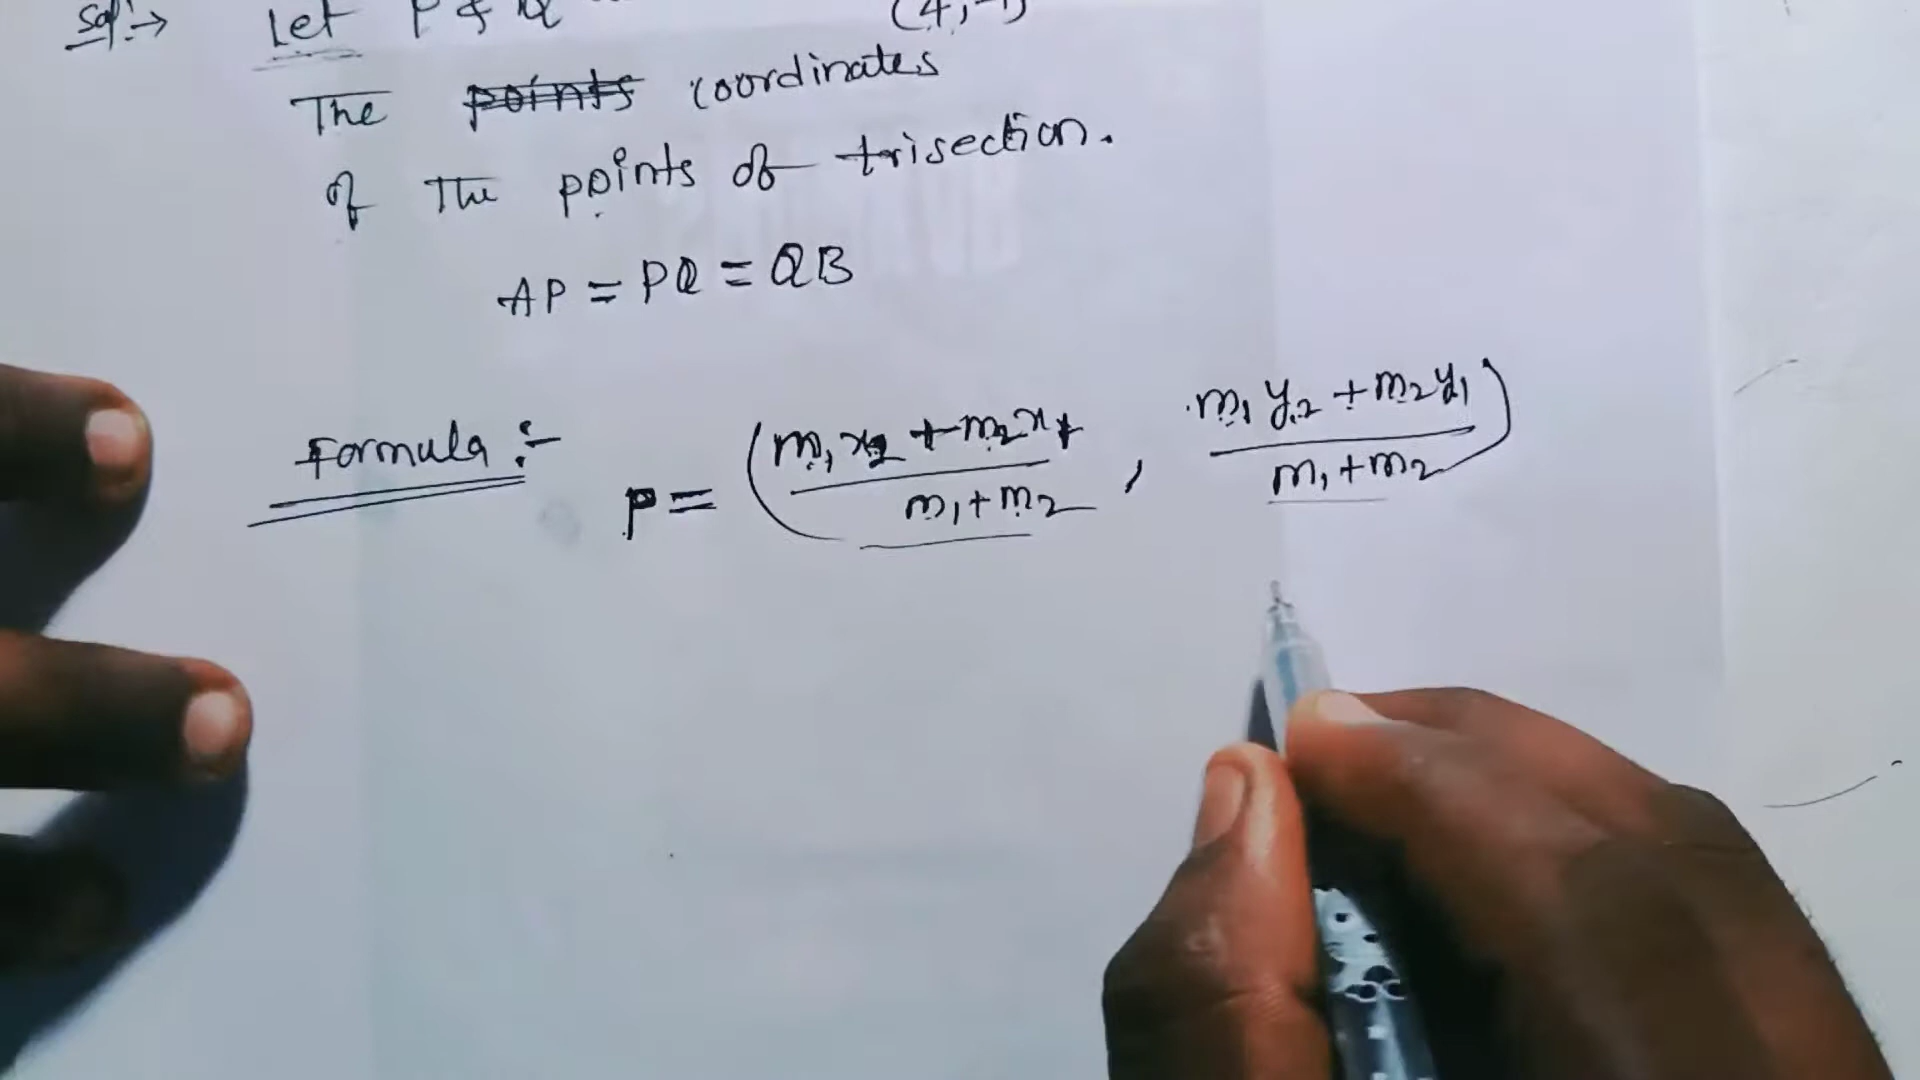 Sol:→ Let P & Q (4,-1)
The points coordinates
of The points of trisection.
AP = PQ = QB
Formula :- P = (m₁x₂ + m₂x₁ / m₁+m₂ , m₁y₂ + m₂y₁ / m₁+m₂)